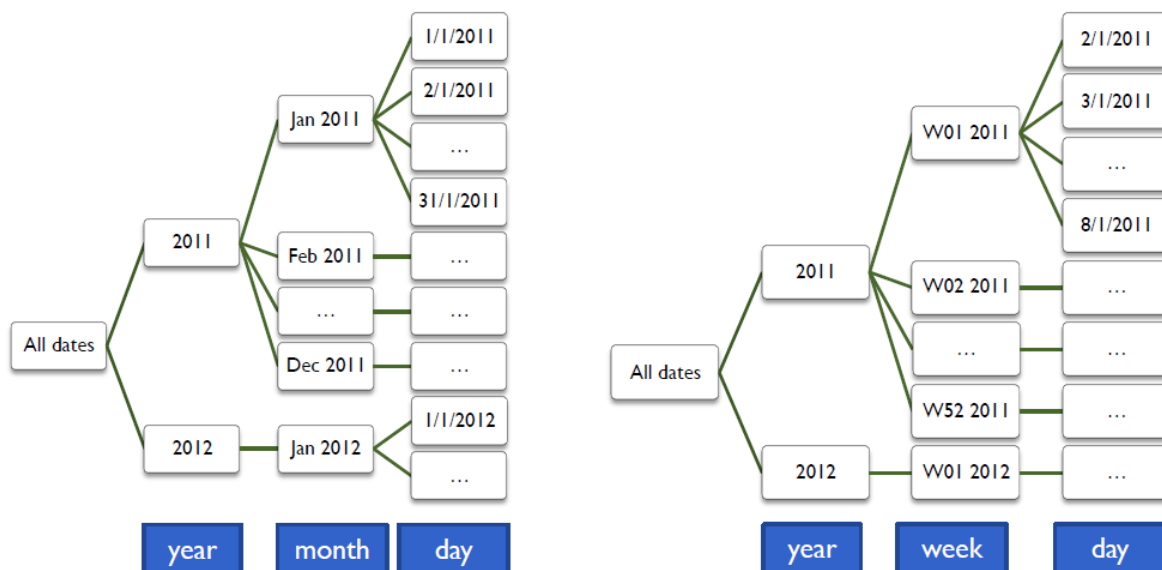 1/1/2011
2/1/2011
Jan 2011
…
31/1/2011
2011
Feb 2011
…
…
…
All dates
Dec 2011
…
1/1/2012
2012
Jan 2012
…
year
month
day
2/1/2011
3/1/2011
W01 2011
…
8/1/2011
2011
W02 2011
…
…
…
All dates
W52 2011
…
2012
W01 2012
…
year
week
day